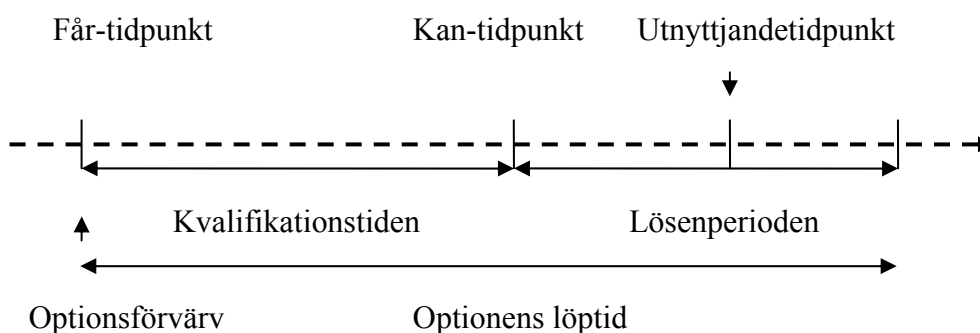 Får-tidpunkt Kan-tidpunkt Utnyttjandetidpunkt
Kvalifikationstiden Lösenperioden
Optionsförvärv Optionens löptid